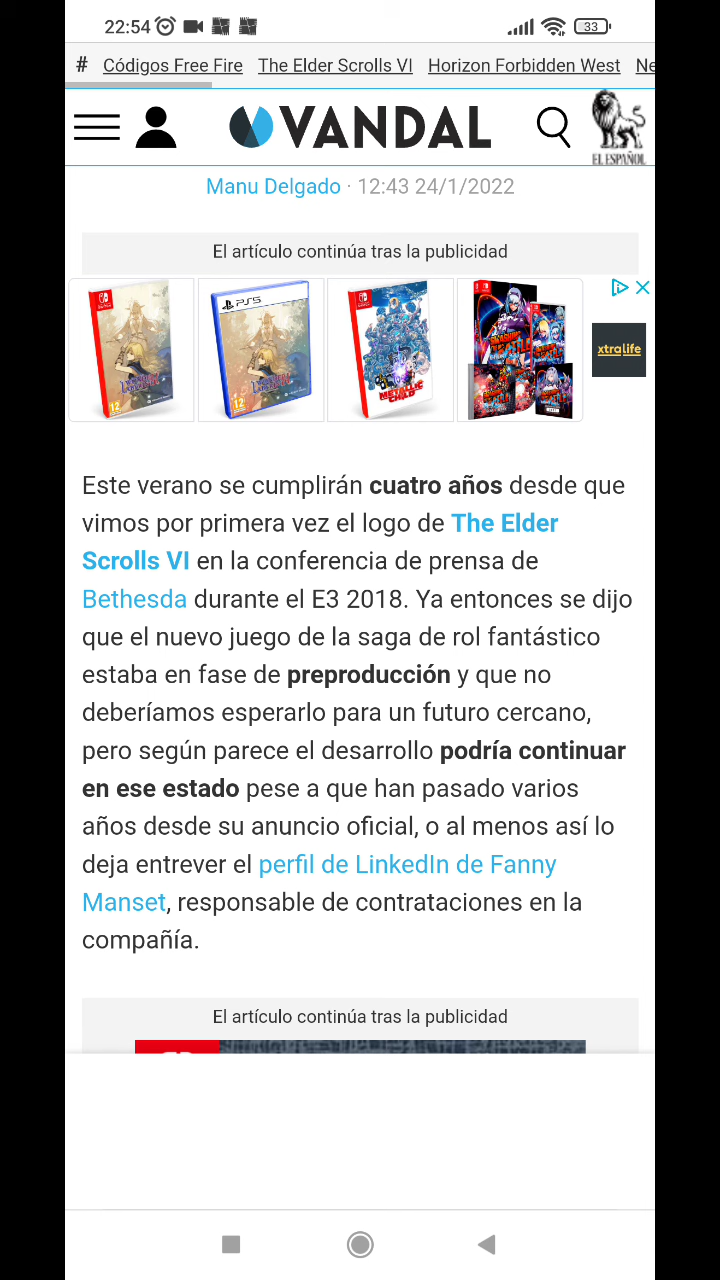 22:54
33
# Códigos Free Fire The Elder Scrolls VI Horizon Forbidden West Ne
VANDAL
EL ESPAÑOL
Manu Delgado · 12:43 24/1/2022
El artículo continúa tras la publicidad
PS5
METALLIC CHILD
12
12
xtralife
Este verano se cumplirán cuatro años desde que
vimos por primera vez el logo de The Elder
Scrolls VI en la conferencia de prensa de
Bethesda durante el E3 2018. Ya entonces se dijo
que el nuevo juego de la saga de rol fantástico
estaba en fase de preproducción y que no
deberíamos esperarlo para un futuro cercano,
pero según parece el desarrollo podría continuar
en ese estado pese a que han pasado varios
años desde su anuncio oficial, o al menos así lo
deja entrever el perfil de LinkedIn de Fanny
Manset, responsable de contrataciones en la
compañía.
El artículo continúa tras la publicidad